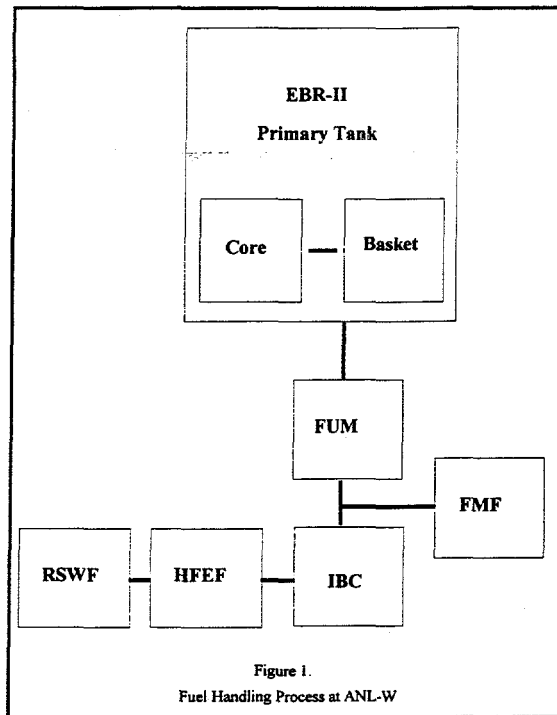 EBR-II
Primary Tank
Core
Basket
FUM
FMF
RSWF
HFEF
IBC
Figure 1.
Fuel Handling Process at ANL-W